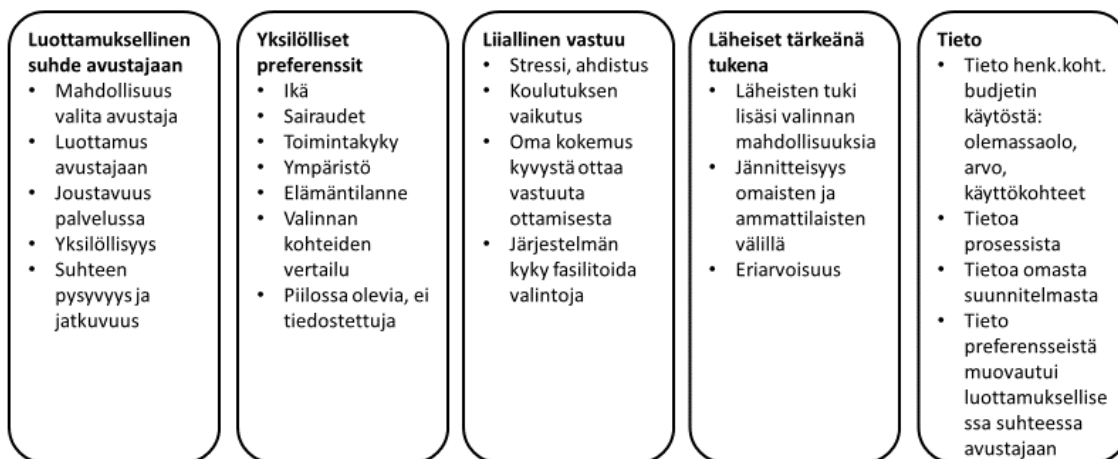 Luottamuksellinen
suhde avustajaan
• Mahdollisuus
valita avustaja
• Luottamus
avustajaan
• Joustavuus
palvelussa
• Yksilöllisyys
• Suhteen
pysyvyys ja
jatkuvuus
Yksilölliset
preferenssit
• Ikä
• Sairaudet
• Toimintakyky
• Ympäristö
• Elämäntilanne
• Valinnan
kohteiden
vertailu
• Piilossa olevia, ei
tiedostettuja
Liiallinen vastuu
• Stressi, ahdistus
• Koulutuksen
vaikutus
• Oma kokemus
kyvystä ottaa
vastuuta
ottamisesta
• Järjestelmän
kyky fasilitoida
valintoja
Läheiset tärkeänä
tukena
• Läheisten tuki
lisäsi valinnan
mahdollisuuksia
• Jännitteisyys
omaisten ja
ammattilaisten
välillä
• Eriarvoisuus
Tieto
• Tieto henk.koht.
budjetin
käytöstä:
olemassaolo,
arvo,
käyttökohteet
• Tietoa
prosessista
• Tietoa omasta
suunnitelmasta
• Tieto
preferensseistä
muovautui
luottamuksellise
ssa suhteessa
avustajaan